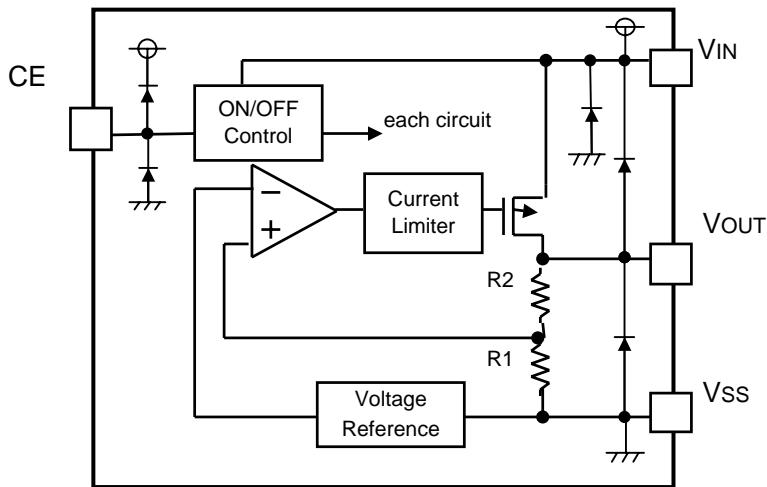 CE
VIN
ON/OFF
Control
each circuit
−
+
Current
Limiter
VOUT
R2
R1
Voltage
Reference
VSS